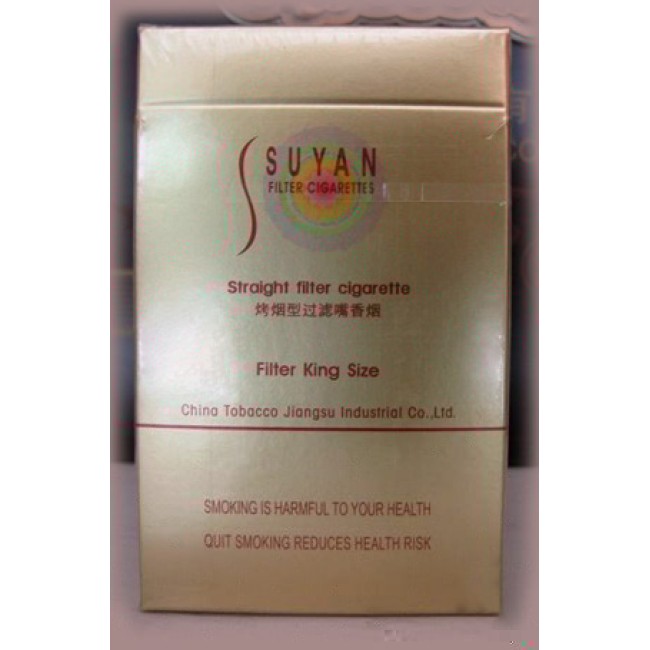 SUYAN
FILTER CIGARETTES
Straight filter cigarette
烤烟型过滤嘴香烟
Filter King Size
China Tobacco Jiangsu Industrial Co.,Ltd.
SMOKING IS HARMFUL TO YOUR HEALTH
QUIT SMOKING REDUCES HEALTH RISK